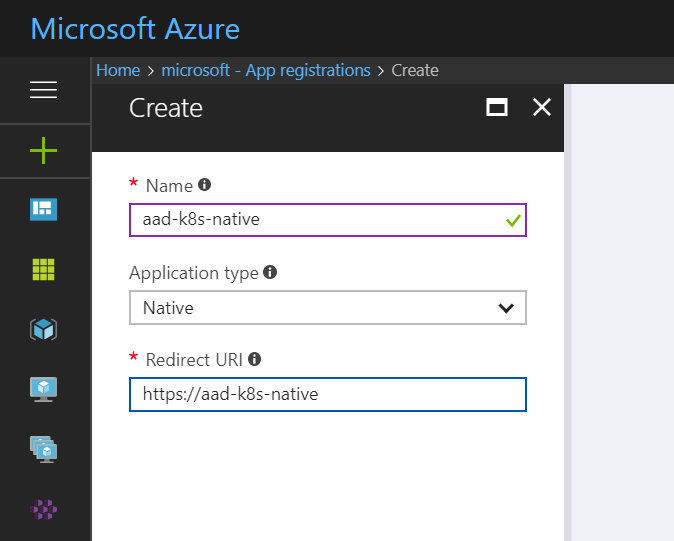 Microsoft Azure
Home > microsoft - App registrations > Create
Create
* Name
aad-k8s-native
Application type
Native
* Redirect URI
https://aad-k8s-native